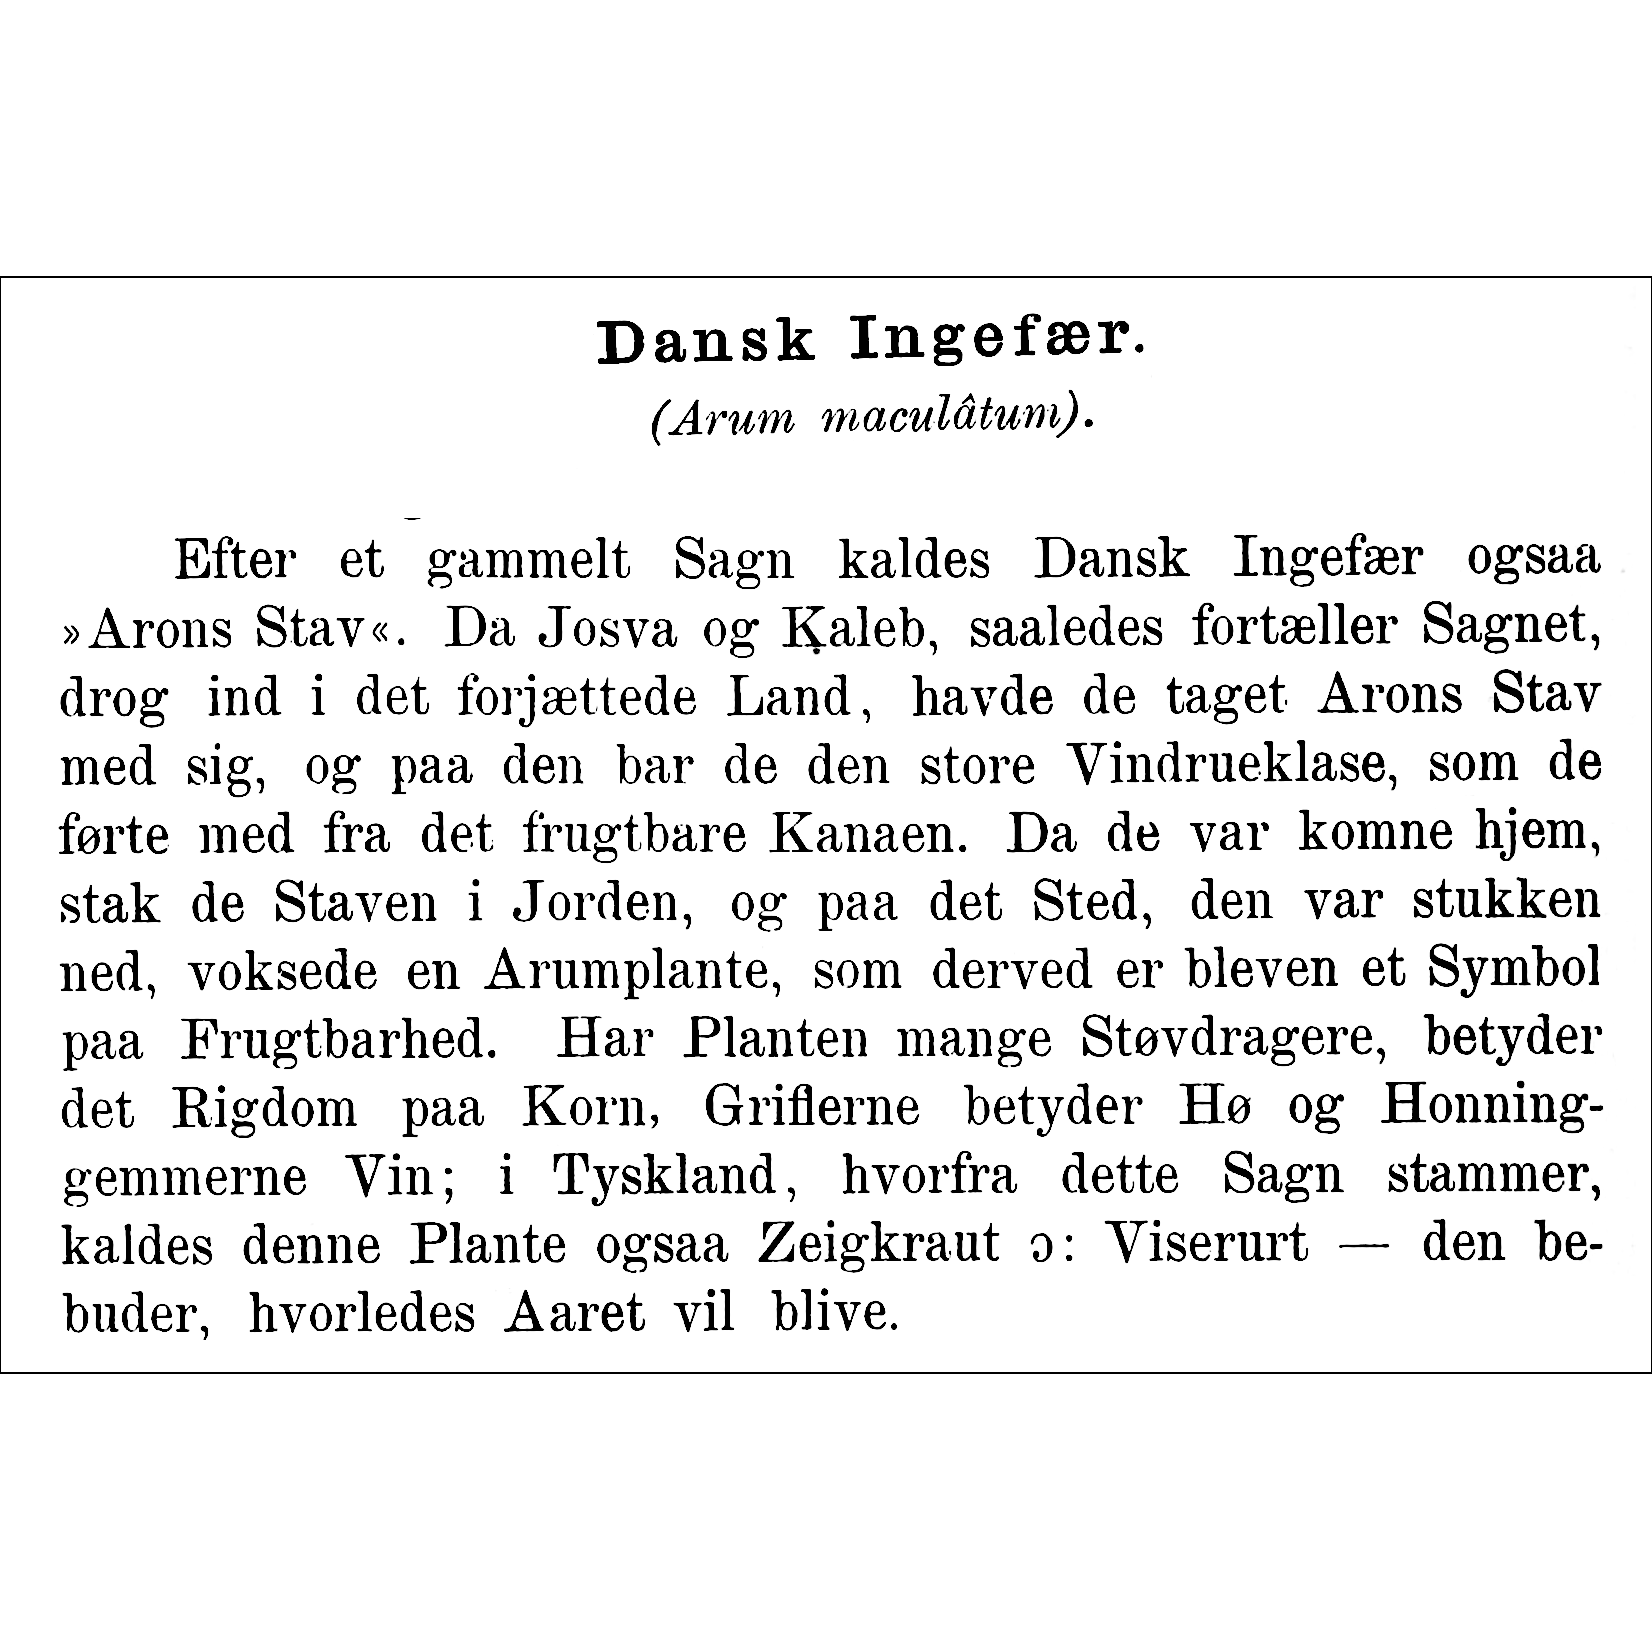 Dansk Ingefær.
(Arum maculâtum).
Efter et gammelt Sagn kaldes Dansk Ingefær ogsaa
»Arons Stav«. Da Josva og Kaleb, saaledes fortæller Sagnet,
drog ind i det forjættede Land, havde de taget Arons Stav
med sig, og paa den bar de den store Vindrueklase, som de
førte med fra det frugtbare Kanaen. Da de var komne hjem,
stak de Staven i Jorden, og paa det Sted, den var stukken
ned, voksede en Arumplante, som derved er bleven et Symbol
paa Frugtbarhed. Har Planten mange Støvdragere, betyder
det Rigdom paa Korn, Griflerne betyder Hø og Honning-
gemmerne Vin; i Tyskland, hvorfra dette Sagn stammer,
kaldes denne Plante ogsaa Zeigkraut ɔ: Viserurt — den be-
buder, hvorledes Aaret vil blive.